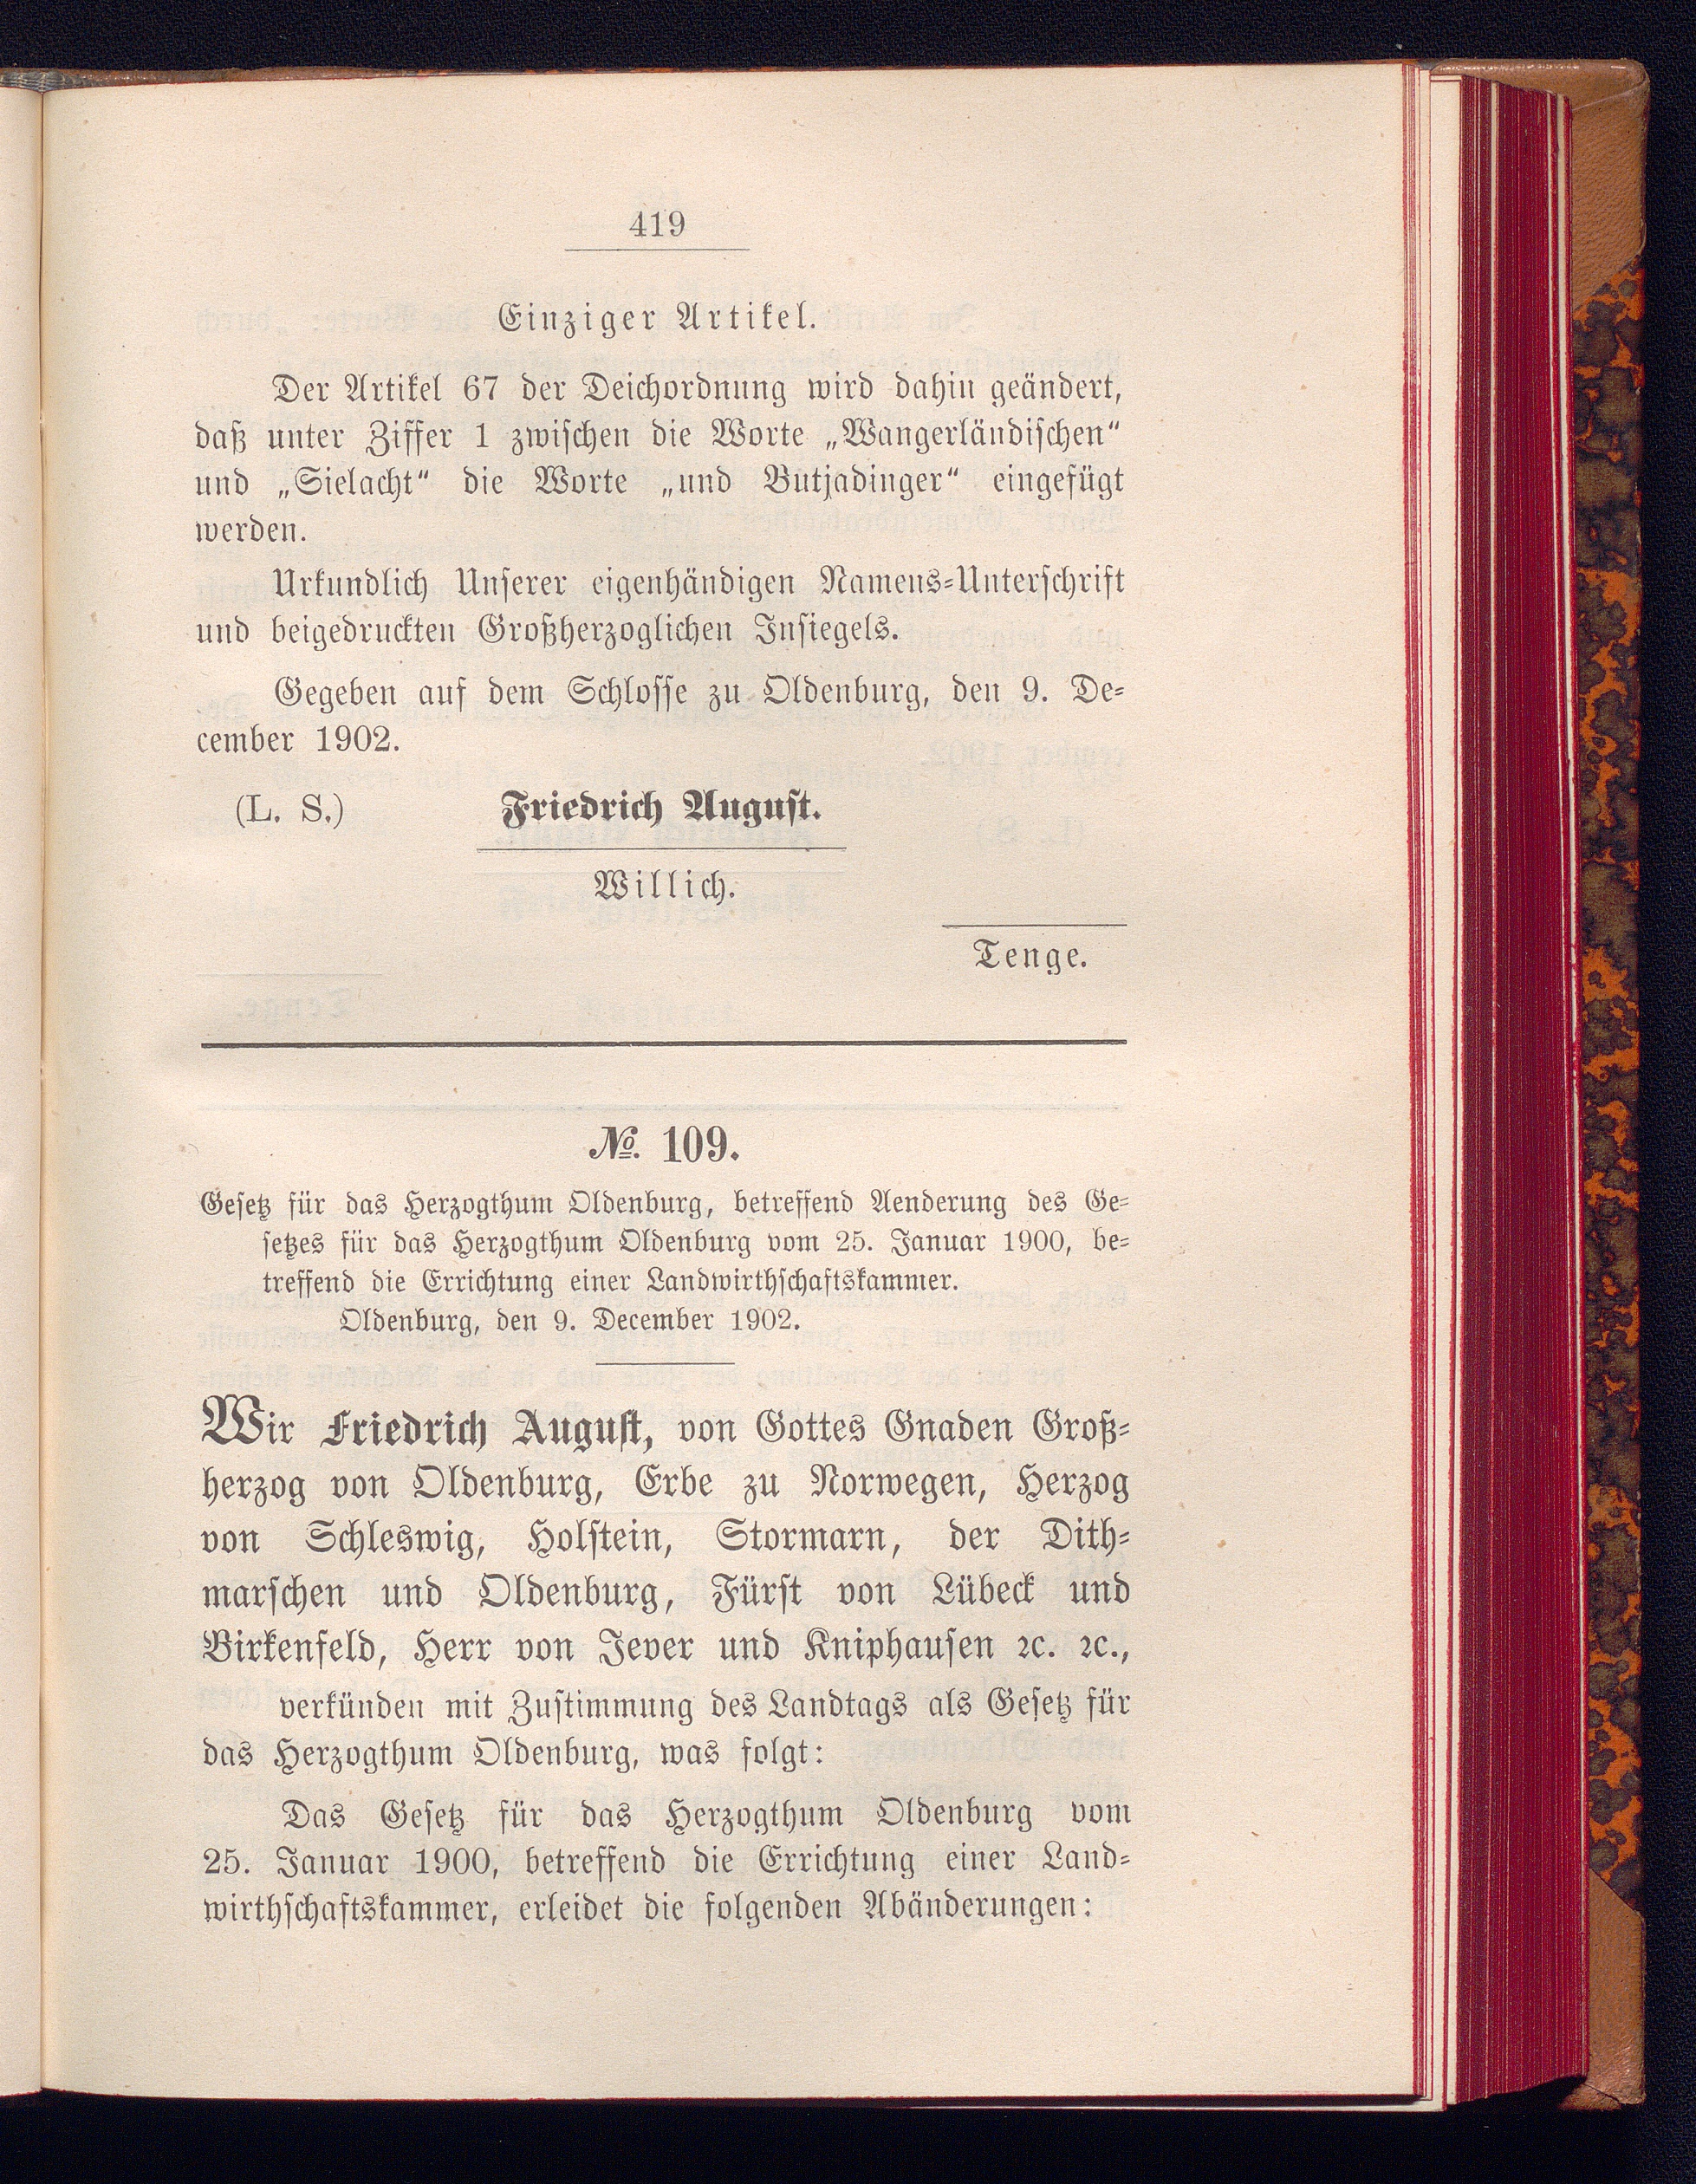 419
Einziger Artikel.
Der Artikel 67 der Deichordnung wird dahin geändert,
daß unter Ziffer 1 zwischen die Worte „Wangerländischen“
und „Sielacht“ die Worte „und Butjadinger“ eingefügt
werden.
Urkundlich Unserer eigenhändigen Namens-Unterschrift
und beigedruckten Großherzoglichen Insiegels.
Gegeben auf dem Schlosse zu Oldenburg, den 9. De-
cember 1902.
(L. S.) Friedrich August.
Willich.
Tenge.
№. 109.
Gesetz für das Herzogthum Oldenburg, betreffend Aenderung des Ge-
setzes für das Herzogthum Oldenburg vom 25. Januar 1900, be-
treffend die Errichtung einer Landwirthschaftskammer.
Oldenburg, den 9. December 1902.
Wir Friedrich August, von Gottes Gnaden Groß-
herzog von Oldenburg, Erbe zu Norwegen, Herzog
von Schleswig, Holstein, Stormarn, der Dith-
marschen und Oldenburg, Fürst von Lübeck und
Birkenfeld, Herr von Jever und Kniphausen ꝛc. ꝛc.,
verkünden mit Zustimmung des Landtags als Gesetz für
das Herzogthum Oldenburg, was folgt:
Das Gesetz für das Herzogthum Oldenburg vom
25. Januar 1900, betreffend die Errichtung einer Land-
wirthschaftskammer, erleidet die folgenden Abänderungen: